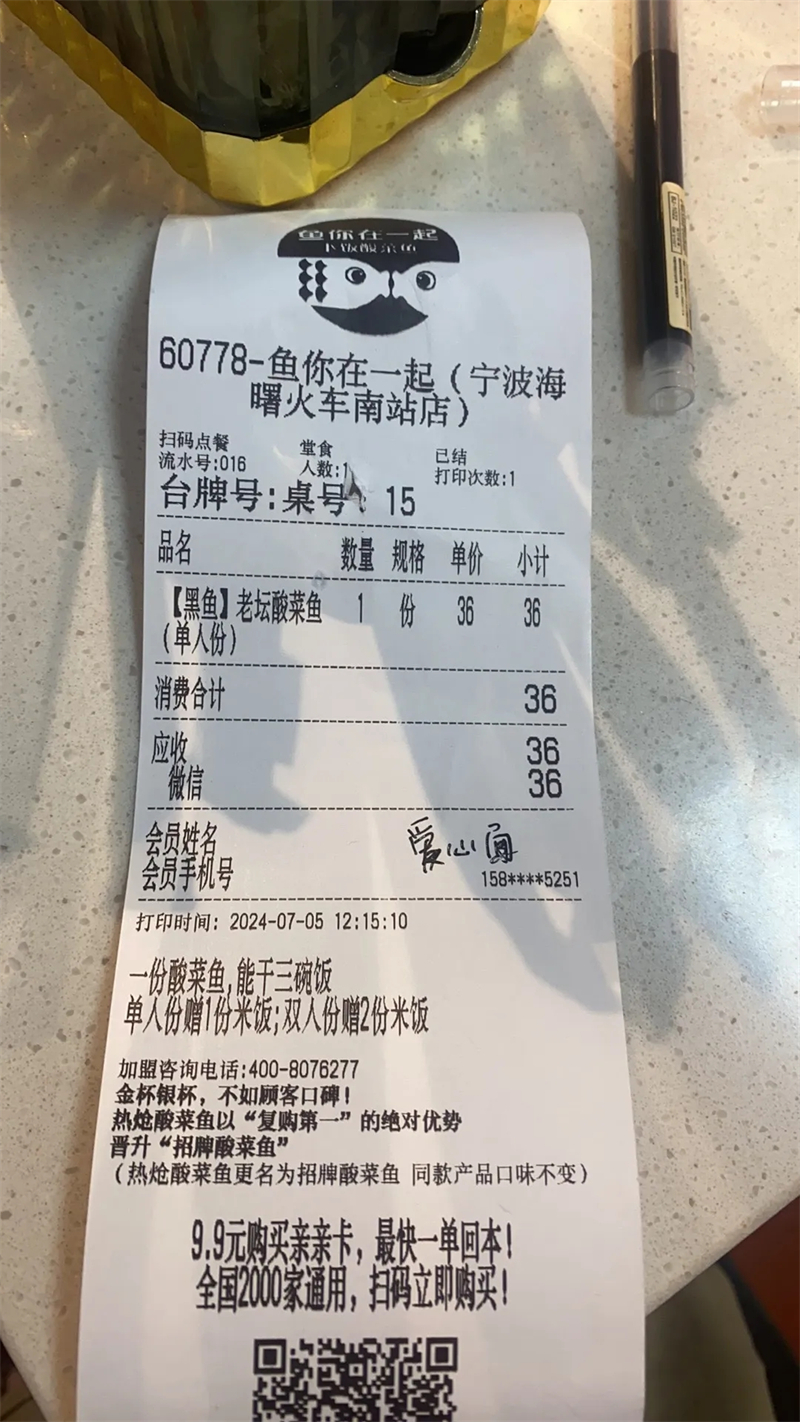 鱼你在一起
下饭酸菜鱼
60778-鱼你在一起(宁波海
曙火车南站店)
扫码点餐 堂食 已结
流水号:016 人数:1 打印次数:1
台牌号:桌号: 15
品名 数量 规格 单价 小计
【黑鱼】老坛酸菜鱼 1 份 36 36
(单人份)
消费合计 36
应收 36
微信 36
会员姓名
会员手机号 158****5251
打印时间: 2024-07-05 12:15:10
一份酸菜鱼,能干三碗饭
单人份赠1份米饭;双人份赠2份米饭
加盟咨询电话:400-8076277
金杯银杯，不如顾客口碑！
热炝酸菜鱼以“复购第一”的绝对优势
晋升“招牌酸菜鱼”
(热炝酸菜鱼更名为招牌酸菜鱼 同款产品口味不变)
9.9元购买亲亲卡，最快一单回本！
全国2000家通用，扫码立即购买！